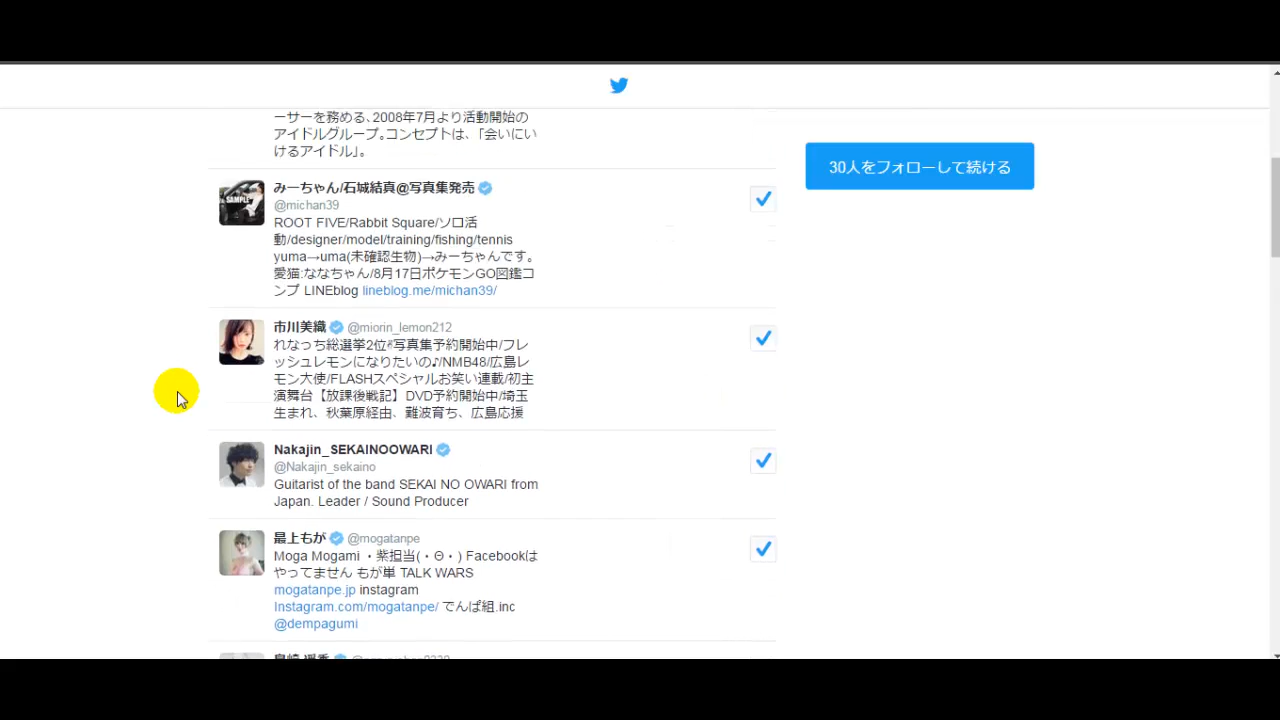 ーサーを務める、2008年7月より活動開始の
アイドルグループ。コンセプトは、「会いにい
けるアイドル」。
30人をフォローして続ける
みーちゃん/石城結真@写真集発売
@michan39
ROOT FIVE/Rabbit Square/ソロ活
動/designer/model/training/fishing/tennis
yuma→uma(未確認生物)→みーちゃんです。
愛猫:ななちゃん/8月17日ポケモンGO図鑑コ
ンプ LINEblog lineblog.me/michan39/
SAMPLE
市川美織 @miorin_lemon212
れなっち総選挙2位✌写真集予約開始中/フレ
ッシュレモンになりたいの♪/NMB48/広島レ
モン大使/FLASHスペシャルお笑い連載/初主
演舞台【放課後戦記】DVD予約開始中/埼玉
生まれ、秋葉原経由、難波育ち、広島応援
Nakajin_SEKAINOOWARI
@Nakajin_sekaino
Guitarist of the band SEKAI NO OWARI from
Japan. Leader / Sound Producer
最上もが @mogatanpe
Moga Mogami ・紫担当(・Θ・) Facebookは
やってません もが単 TALK WARS
mogatanpe.jp instagram
Instagram.com/mogatanpe/ でんぱ組.inc
@dempagumi